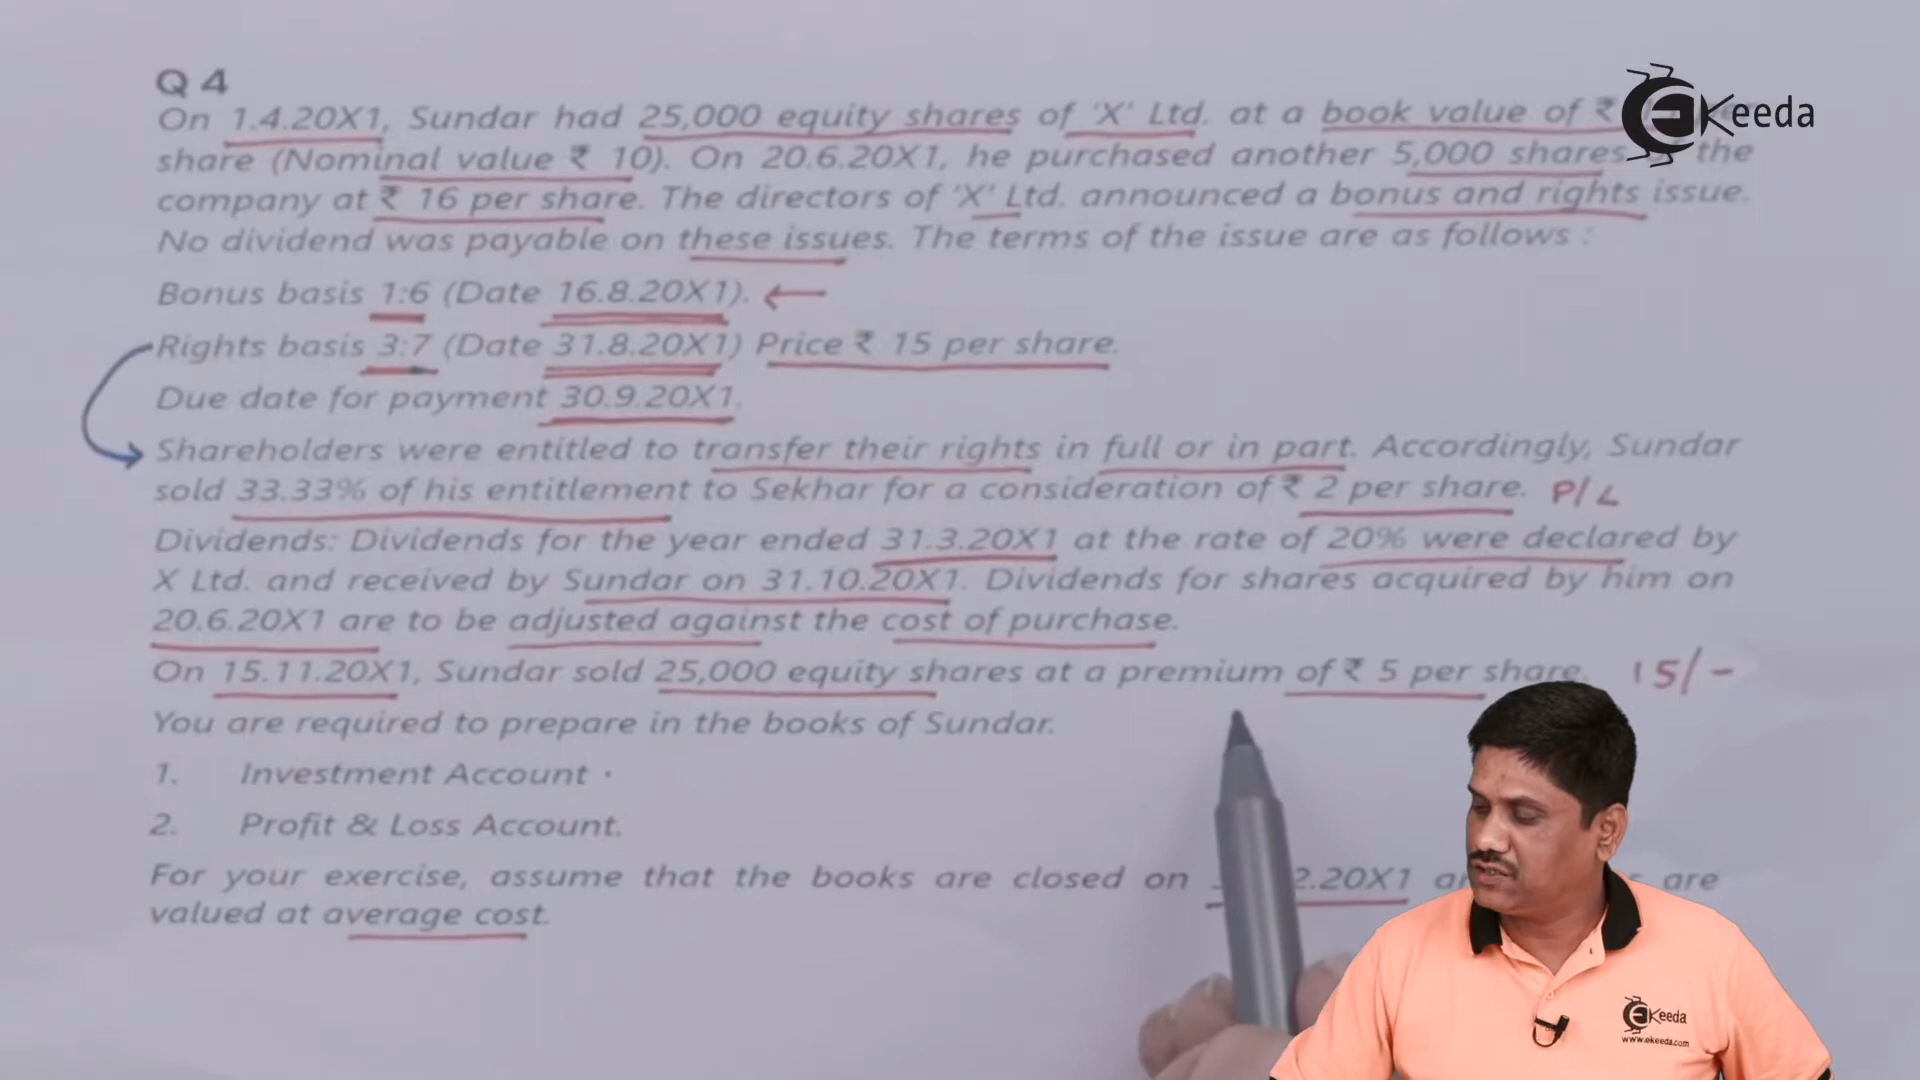 Q 4
On 1.4.20X1, Sundar had 25,000 equity shares of 'X' Ltd. at a book value of ₹
share (Nominal value ₹ 10). On 20.6.20X1, he purchased another 5,000 shares the
company at ₹ 16 per share. The directors of 'X' Ltd. announced a bonus and rights issue.
No dividend was payable on these issues. The terms of the issue are as follows :
Bonus basis 1:6 (Date 16.8.20X1).
Rights basis 3:7 (Date 31.8.20X1) Price ₹ 15 per share.
Due date for payment 30.9.20X1.
Shareholders were entitled to transfer their rights in full or in part. Accordingly, Sundar
sold 33.33% of his entitlement to Sekhar for a consideration of ₹ 2 per share. P/L
Dividends: Dividends for the year ended 31.3.20X1 at the rate of 20% were declared by
X Ltd. and received by Sundar on 31.10.20X1. Dividends for shares acquired by him on
20.6.20X1 are to be adjusted against the cost of purchase.
On 15.11.20X1, Sundar sold 25,000 equity shares at a premium of ₹ 5 per share. 15/-
You are required to prepare in the books of Sundar.
1. Investment Account
2. Profit & Loss Account.
For your exercise, assume that the books are closed on 2.20X1 are
valued at average cost.
eKeeda
eKeeda
www.ekeeda.com